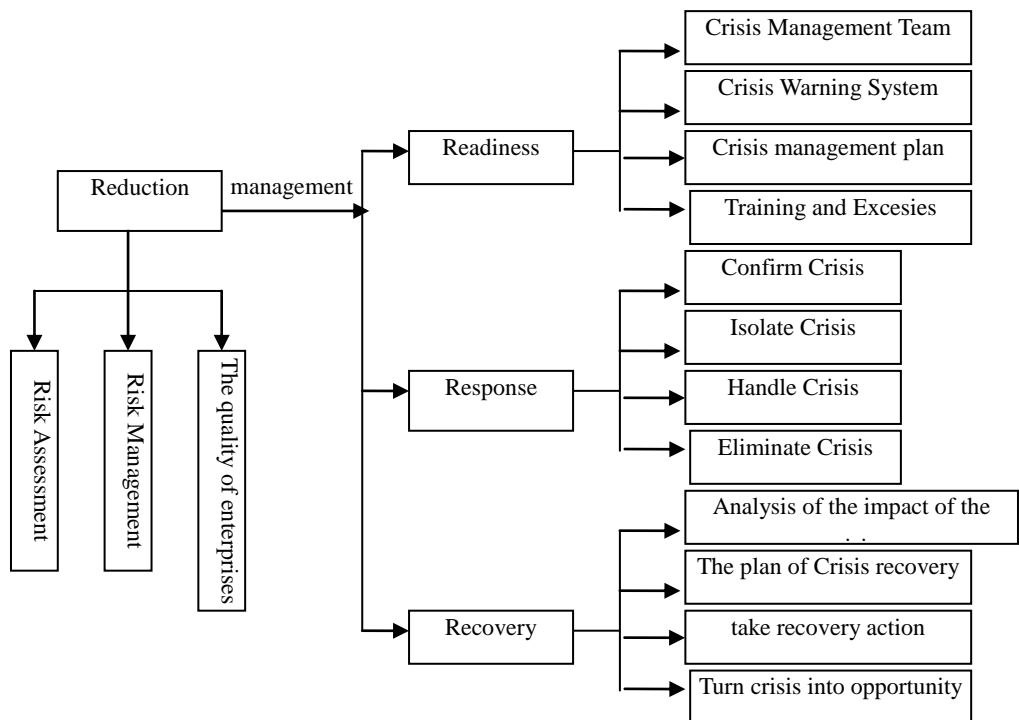 Crisis Management Team
Crisis Warning System
Readiness
Crisis management plan
Reduction
management
Training and Excesies
Confirm Crisis
Isolate Crisis
Risk Assessment
Risk Management
The quality of enterprises
Response
Handle Crisis
Eliminate Crisis
Analysis of the impact of the
The plan of Crisis recovery
Recovery
take recovery action
Turn crisis into opportunity